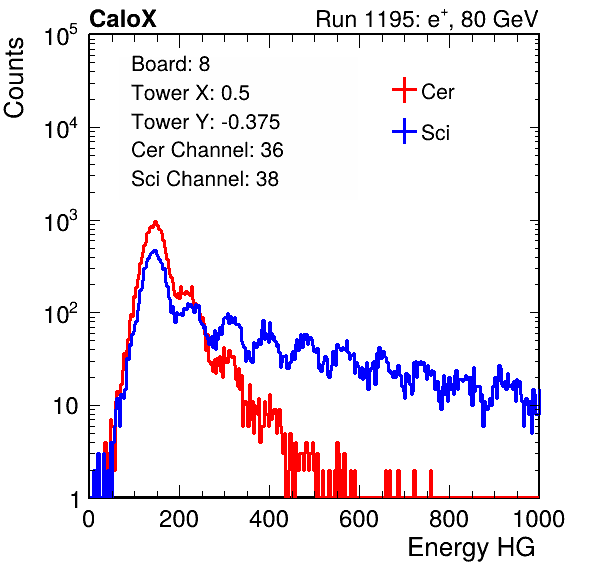 CaloX Run 1195: e⁺, 80 GeV
Counts
10⁵
10⁴
10³
10²
10
1
Board: 8
Tower X: 0.5
Tower Y: -0.375
Cer Channel: 36
Sci Channel: 38
Cer
Sci
0 200 400 600 800 1000
Energy HG